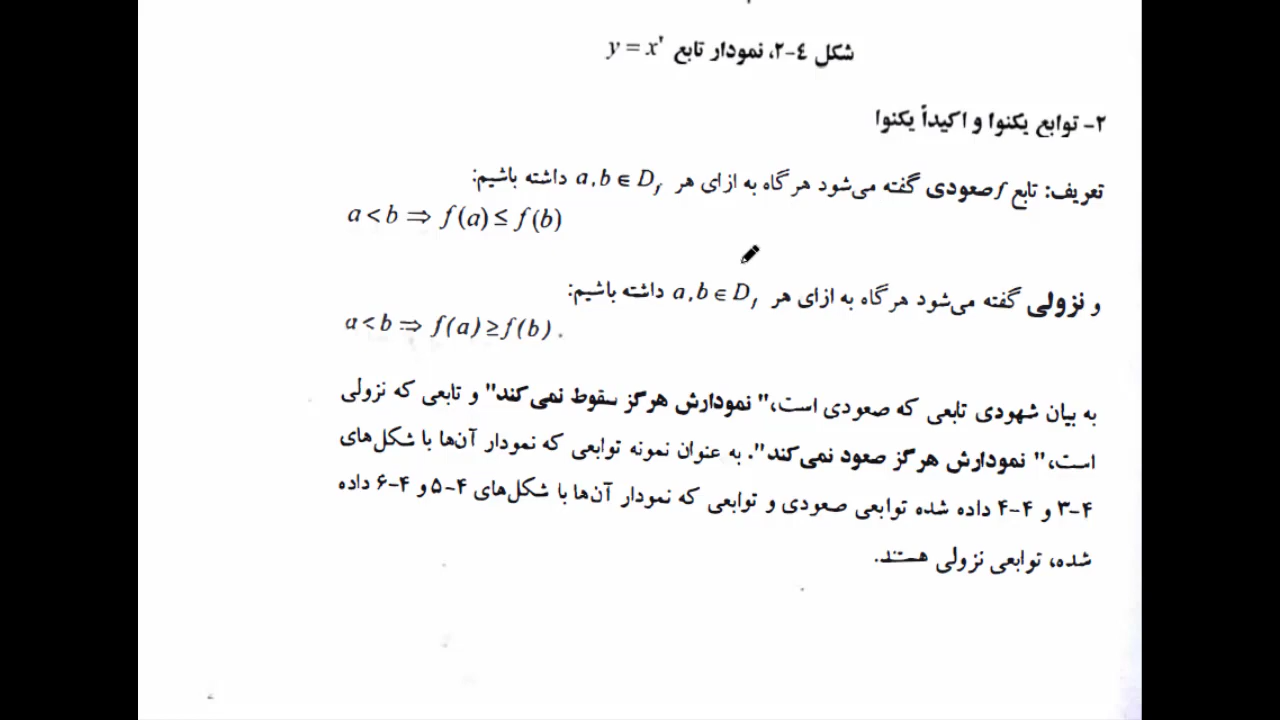 شکل ٤-٢، نمودار تابع y = x²
٢- توابع یکنوا و اکیداً یکنوا
تعریف: تابع f صعودی گفته می‌شود هرگاه به ازای هر a,b ∈ D_f داشته باشیم:
a < b ⇒ f(a) ≤ f(b)
و نزولی گفته می‌شود هرگاه به ازای هر a,b ∈ D_f داشته باشیم:
a < b ⇒ f(a) ≥ f(b) .
به بیان شهودی تابعی که صعودی است،" نمودارش هرگز سقوط نمی‌کند" و تابعی که نزولی
است،" نمودارش هرگز صعود نمی‌کند". به عنوان نمونه توابعی که نمودار آن‌ها با شکل‌های
۳-۴ و ۴-۴ داده شده توابعی صعودی و توابعی که نمودار آن‌ها با شکل‌های ۴-۵ و ۴-۶ داده
شده، توابعی نزولی هستند.